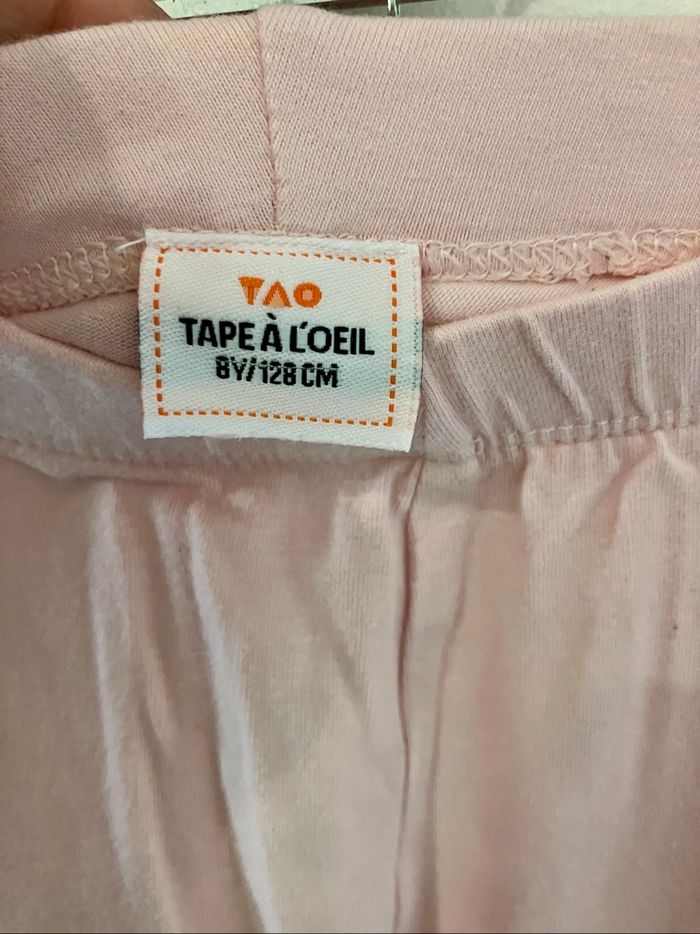 TAO
TAPE À L'OEIL
8Y/128 CM